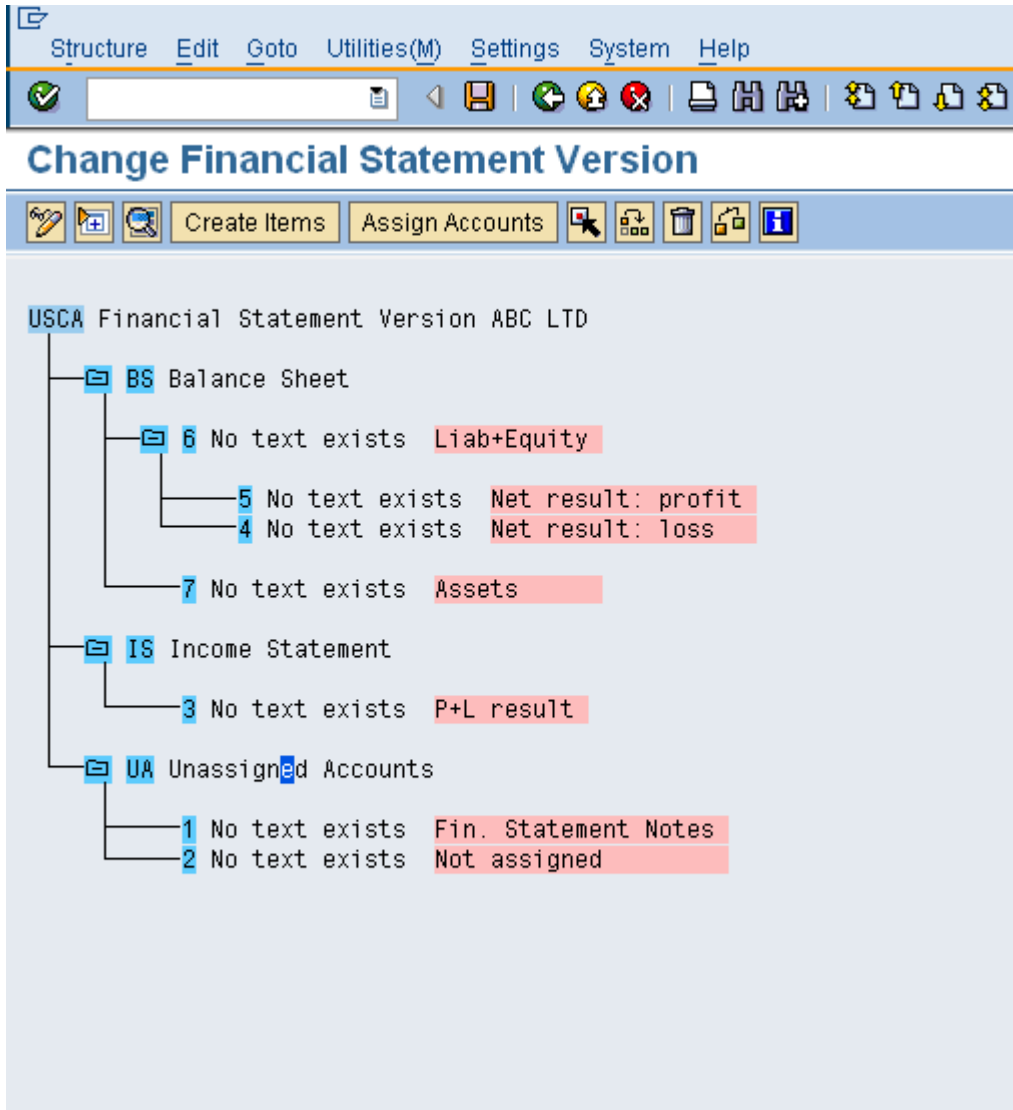 Structure Edit Goto Utilities(M) Settings System Help
Change Financial Statement Version
Create Items Assign Accounts
USCA Financial Statement Version ABC LTD
BS Balance Sheet
6 No text exists Liab+Equity
5 No text exists Net result: profit
4 No text exists Net result: loss
7 No text exists Assets
IS Income Statement
3 No text exists P+L result
UA Unassigned Accounts
1 No text exists Fin. Statement Notes
2 No text exists Not assigned